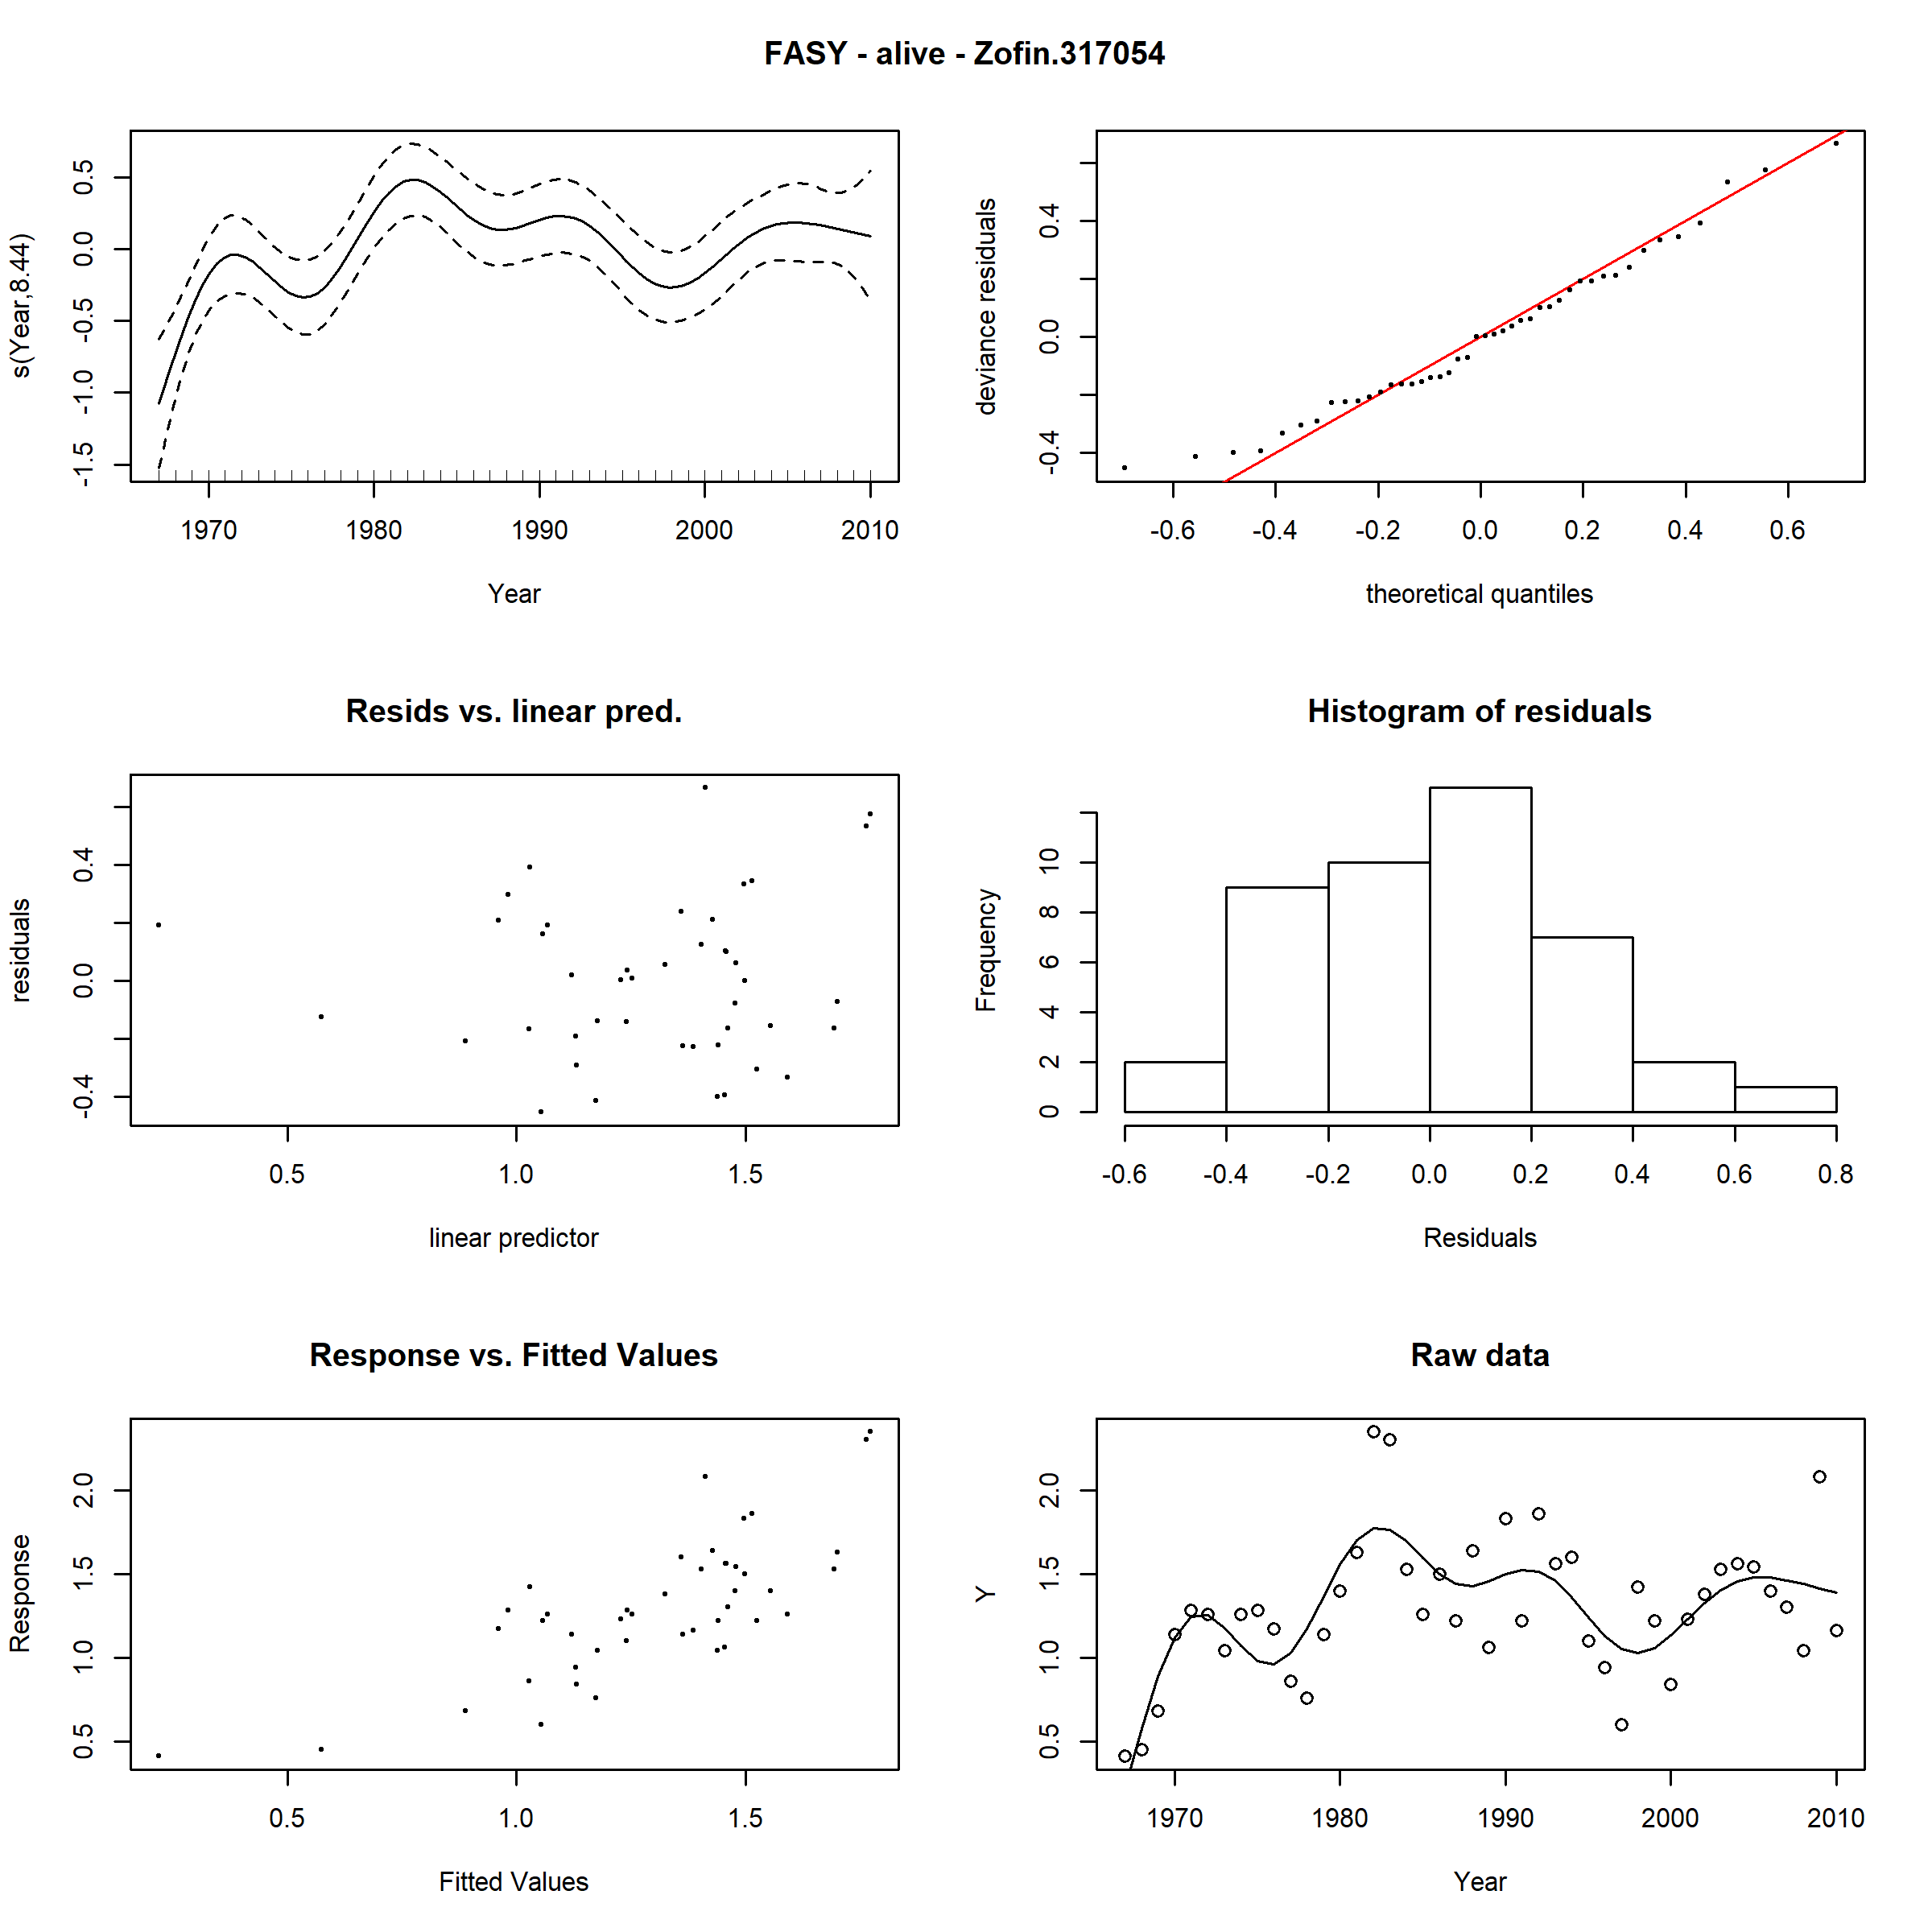 FASY - alive - Zofin.317054
s(Year,8.44)
0.5
0.0
-0.5
-1.0
-1.5
1970 1980 1990 2000 2010
Year
deviance residuals
0.4
0.0
-0.4
-0.6 -0.4 -0.2 0.0 0.2 0.4 0.6
theoretical quantiles
Resids vs. linear pred.
residuals
0.4
0.0
-0.4
0.5 1.0 1.5
linear predictor
Histogram of residuals
Frequency
10
8
6
4
2
0
-0.6 -0.4 -0.2 0.0 0.2 0.4 0.6 0.8
Residuals
Response vs. Fitted Values
Response
2.0
1.5
1.0
0.5
0.5 1.0 1.5
Fitted Values
Raw data
Y
2.0
1.5
1.0
0.5
1970 1980 1990 2000 2010
Year